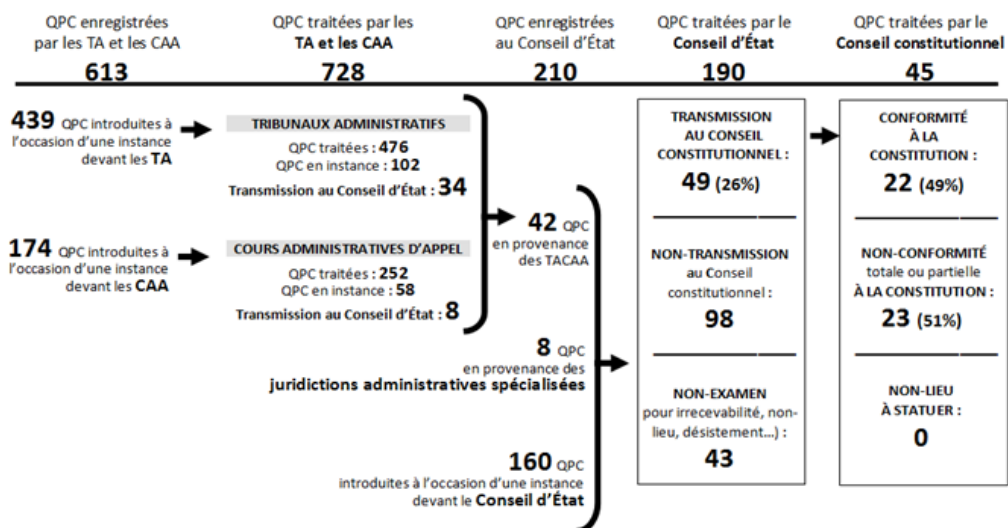 QPC enregistrées
par les TA et les CAA
613
QPC traitées par les
TA et les CAA
728
QPC enregistrées
au Conseil d'État
210
QPC traitées par le
Conseil d'État
190
QPC traitées par le
Conseil constitutionnel
45
439 QPC introduites à
l'occasion d'une instance
devant les TA
TRIBUNAUX ADMINISTRATIFS
QPC traitées : 476
QPC en instance : 102
Transmission au Conseil d'État : 34
174 QPC introduites à
l'occasion d'une instance
devant les CAA
COURS ADMINISTRATIVES D'APPEL
QPC traitées : 252
QPC en instance : 58
Transmission au Conseil d'État : 8
42 QPC
en provenance
des TACAA
8 QPC
en provenance des
juridictions administratives spécialisées
160 QPC
introduites à l'occasion d'une instance
devant le Conseil d'État
TRANSMISSION
AU CONSEIL
CONSTITUTIONNEL :
49 (26%)
NON-TRANSMISSION
au Conseil
constitutionnel :
98
NON-EXAMEN
pour irrecevabilité, non-
lieu, désistement...) :
43
CONFORMITÉ
À LA
CONSTITUTION :
22 (49%)
NON-CONFORMITÉ
totale ou partielle
À LA CONSTITUTION :
23 (51%)
NON-LIEU
À STATUER :
0